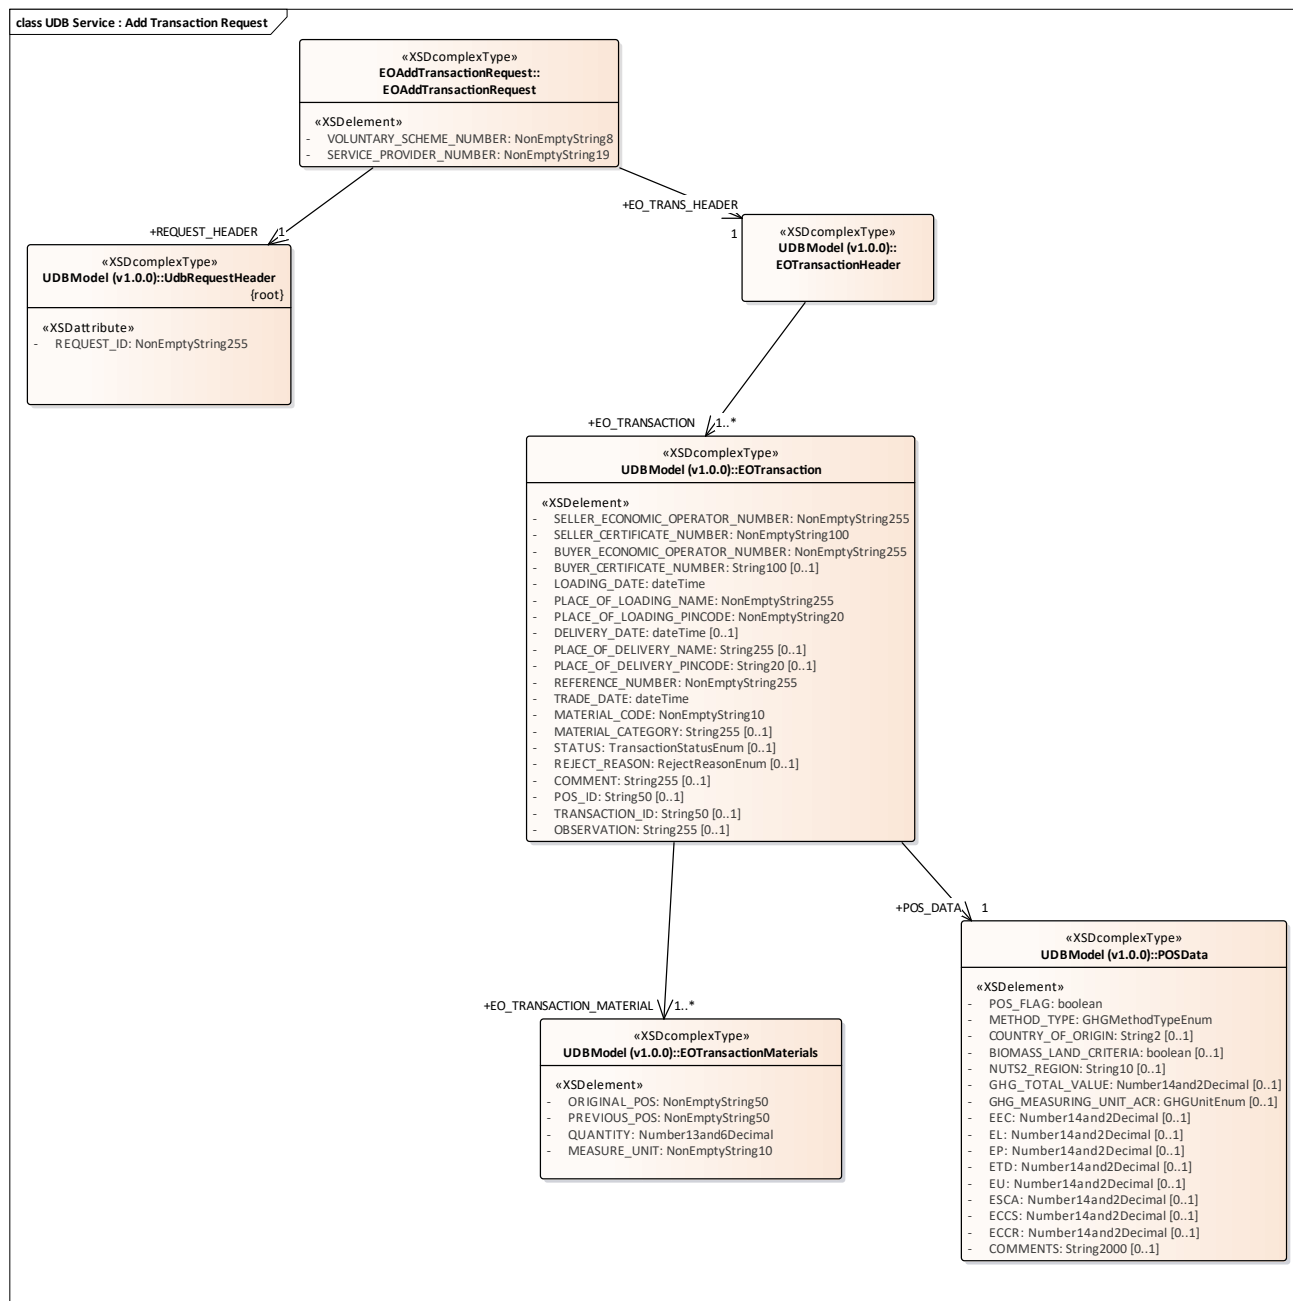 class UDB Service : Add Transaction Request
«XSDcomplexType»
EOAddTransactionRequest::
EOAddTransactionRequest
«XSDelement»
- VOLUNTARY_SCHEME_NUMBER: NonEmptyString8
- SERVICE_PROVIDER_NUMBER: NonEmptyString19
+REQUEST_HEADER 1
+EO_TRANS_HEADER
1
«XSDcomplexType»
UDBModel (v1.0.0)::UdbRequestHeader
{root}
«XSDattribute»
- REQUEST_ID: NonEmptyString255
«XSDcomplexType»
UDBModel (v1.0.0)::
EOTransactionHeader
+EO_TRANSACTION 1..*
«XSDcomplexType»
UDBModel (v1.0.0)::EOTransaction
«XSDelement»
- SELLER_ECONOMIC_OPERATOR_NUMBER: NonEmptyString255
- SELLER_CERTIFICATE_NUMBER: NonEmptyString100
- BUYER_ECONOMIC_OPERATOR_NUMBER: NonEmptyString255
- BUYER_CERTIFICATE_NUMBER: String100 [0..1]
- LOADING_DATE: dateTime
- PLACE_OF_LOADING_NAME: NonEmptyString255
- PLACE_OF_LOADING_PINCODE: NonEmptyString20
- DELIVERY_DATE: dateTime [0..1]
- PLACE_OF_DELIVERY_NAME: String255 [0..1]
- PLACE_OF_DELIVERY_PINCODE: String20 [0..1]
- REFERENCE_NUMBER: NonEmptyString255
- TRADE_DATE: dateTime
- MATERIAL_CODE: NonEmptyString10
- MATERIAL_CATEGORY: String255 [0..1]
- STATUS: TransactionStatusEnum [0..1]
- REJECT_REASON: RejectReasonEnum [0..1]
- COMMENT: String255 [0..1]
- POS_ID: String50 [0..1]
- TRANSACTION_ID: String50 [0..1]
- OBSERVATION: String255 [0..1]
+POS_DATA 1
+EO_TRANSACTION_MATERIAL 1..*
«XSDcomplexType»
UDBModel (v1.0.0)::EOTransactionMaterials
«XSDelement»
- ORIGINAL_POS: NonEmptyString50
- PREVIOUS_POS: NonEmptyString50
- QUANTITY: Number13and6Decimal
- MEASURE_UNIT: NonEmptyString10
«XSDcomplexType»
UDBModel (v1.0.0)::POSData
«XSDelement»
- POS_FLAG: boolean
- METHOD_TYPE: GHGMethodTypeEnum
- COUNTRY_OF_ORIGIN: String2 [0..1]
- BIOMASS_LAND_CRITERIA: boolean [0..1]
- NUTS2_REGION: String10 [0..1]
- GHG_TOTAL_VALUE: Number14and2Decimal [0..1]
- GHG_MEASURING_UNIT_ACR: GHGUnitEnum [0..1]
- EEC: Number14and2Decimal [0..1]
- EL: Number14and2Decimal [0..1]
- EP: Number14and2Decimal [0..1]
- ETD: Number14and2Decimal [0..1]
- EU: Number14and2Decimal [0..1]
- ESCA: Number14and2Decimal [0..1]
- ECCS: Number14and2Decimal [0..1]
- ECCR: Number14and2Decimal [0..1]
- COMMENTS: String2000 [0..1]